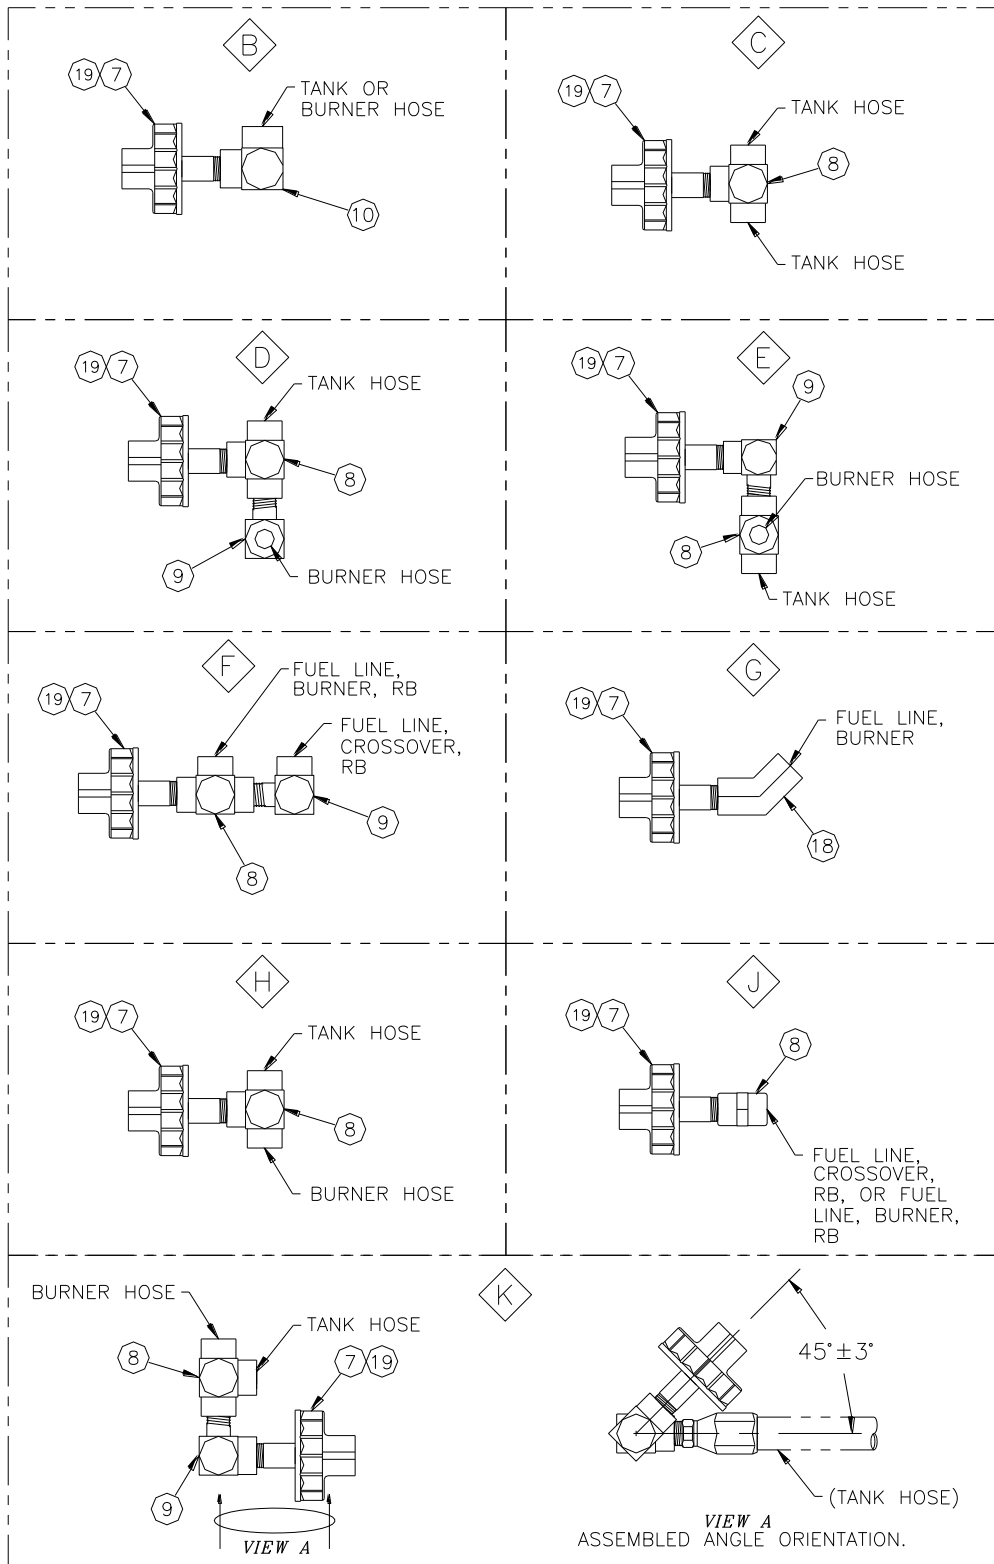 B
19 7
TANK OR
BURNER HOSE
10
C
19 7
TANK HOSE
8
TANK HOSE
D
19 7
TANK HOSE
8
9
BURNER HOSE
E
19 7
9
BURNER HOSE
8
TANK HOSE
F
19 7
FUEL LINE,
BURNER, RB
FUEL LINE,
CROSSOVER,
RB
9
8
G
19 7
FUEL LINE,
BURNER
18
H
19 7
TANK HOSE
8
BURNER HOSE
J
19 7
8
FUEL LINE,
CROSSOVER,
RB, OR FUEL
LINE, BURNER,
RB
K
BURNER HOSE
TANK HOSE
8
7 19
9
VIEW A
45°±3°
(TANK HOSE)
VIEW A
ASSEMBLED ANGLE ORIENTATION.